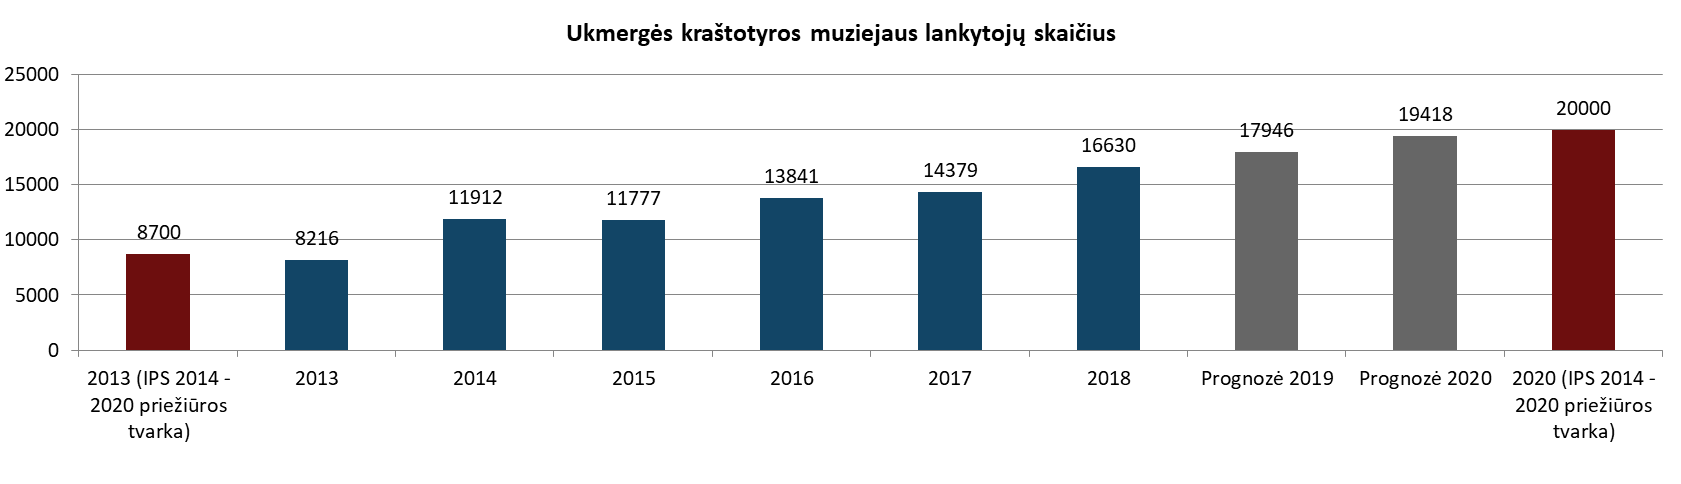 Ukmergės kraštotyros muziejaus lankytojų skaičius
25000
20000
15000
10000
5000
0
8700
8216
11912
11777
13841
14379
16630
17946
19418
20000
2013 (IPS 2014 -
2020 priežiūros
tvarka)
2013
2014
2015
2016
2017
2018
Prognozė 2019
Prognozė 2020
2020 (IPS 2014 -
2020 priežiūros
tvarka)